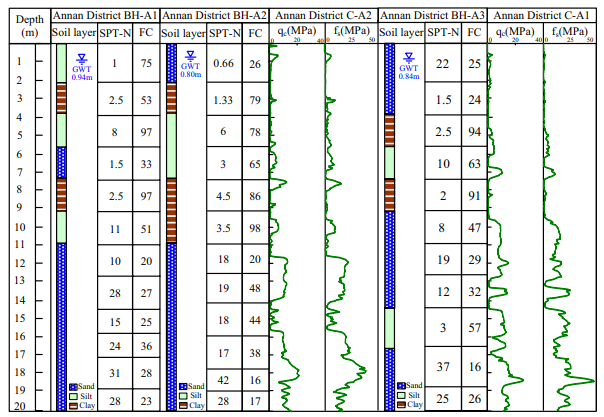 Depth (m) Annan District BH-A1 Annan District BH-A2 Annan District C-A2 Annan District BH-A3 Annan District C-A1
Soil layer SPT-N FC Soil layer SPT-N FC qc(MPa) fs(MPa) Soil layer SPT-N FC qc(MPa) fs(MPa)
20 40 25 50 20 40 25 50
1 GWT 0.94m 1 75 GWT 0.80m 0.66 26 GWT 0.84m 22 25
2
3 2.5 53 1.33 79 1.5 24
4
5 8 97 6 78 2.5 94
6
7 1.5 33 3 65 10 63
8
9 2.5 97 4.5 86 2 91
10 11 51 3.5 98 8 47
11
12 10 20 18 20 19 29
13 28 27 19 48 12 32
14
15 15 25 18 44 3 57
16
17 24 36 17 38
18 31 28 37 16
19 Sand 42 16 Sand Sand
Silt Silt Silt
20 Clay 28 23 Clay 28 17 Clay 25 26